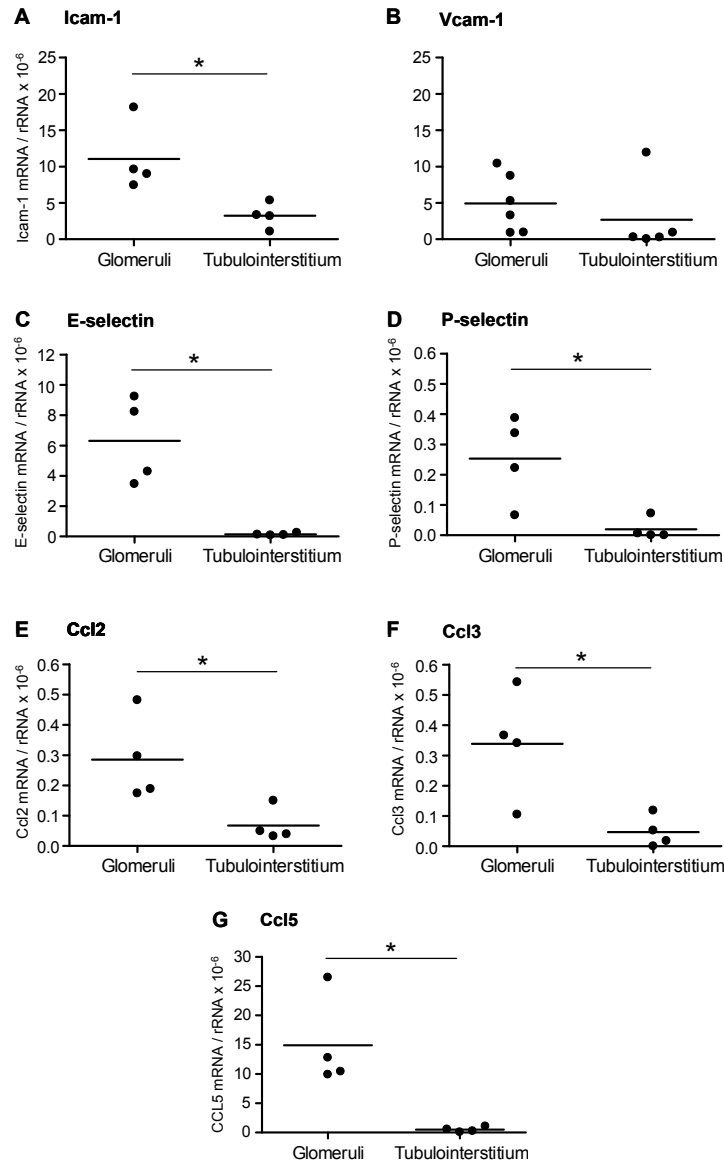 A Icam-1
Icam-1 mRNA / rRNA x 10-6
25
20
15
10
5
0
*
Glomeruli Tubulointerstitium
B Vcam-1
25
20
15
10
5
0
Glomeruli Tubulointerstitium
C E-selectin
E-selectin mRNA / rRNA x 10-6
12
10
8
6
4
2
0
*
Glomeruli Tubulointerstitium
D P-selectin
P-selectin mRNA / rRNA x 10-6
0.6
0.5
0.4
0.3
0.2
0.1
0.0
*
Glomeruli Tubulointerstitium
E Ccl2
Ccl2 mRNA / rRNA x 10-6
0.6
0.5
0.4
0.3
0.2
0.1
0.0
*
Glomeruli Tubulointerstitium
F Ccl3
Ccl3 mRNA / rRNA x 10-6
0.6
0.5
0.4
0.3
0.2
0.1
0.0
*
Glomeruli Tubulointerstitium
G Ccl5
CCL5 mRNA / rRNA x 10-6
30
25
20
15
10
5
0
*
Glomeruli Tubulointerstitium